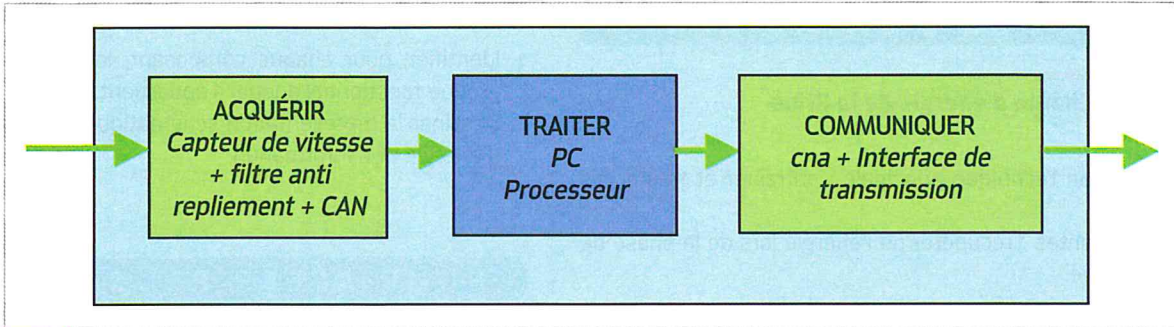 ACQUÉRIR
Capteur de vitesse
+ filtre anti
repliement + CAN
TRAITER
PC
Processeur
COMMUNIQUER
cna + Interface de
transmission